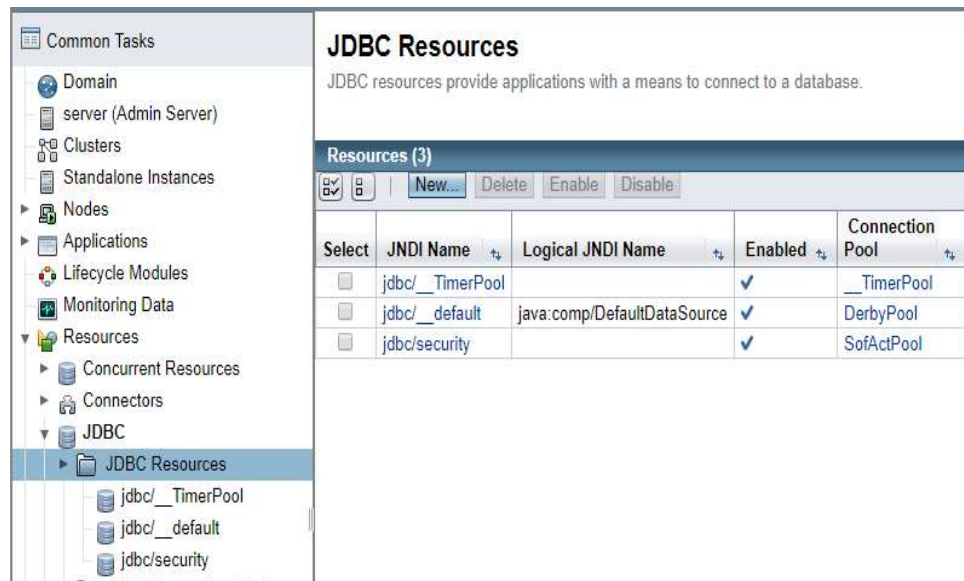 Common Tasks
Domain
server (Admin Server)
Clusters
Standalone Instances
Nodes
Applications
Lifecycle Modules
Monitoring Data
Resources
Concurrent Resources
Connectors
JDBC
JDBC Resources
jdbc/__TimerPool
jdbc/__default
jdbc/security
JDBC Resources
JDBC resources provide applications with a means to connect to a database.
Resources (3)
New... Delete Enable Disable
Select JNDI Name Logical JNDI Name Enabled Connection Pool
jdbc/__TimerPool __TimerPool
jdbc/__default java:comp/DefaultDataSource DerbyPool
jdbc/security SofActPool